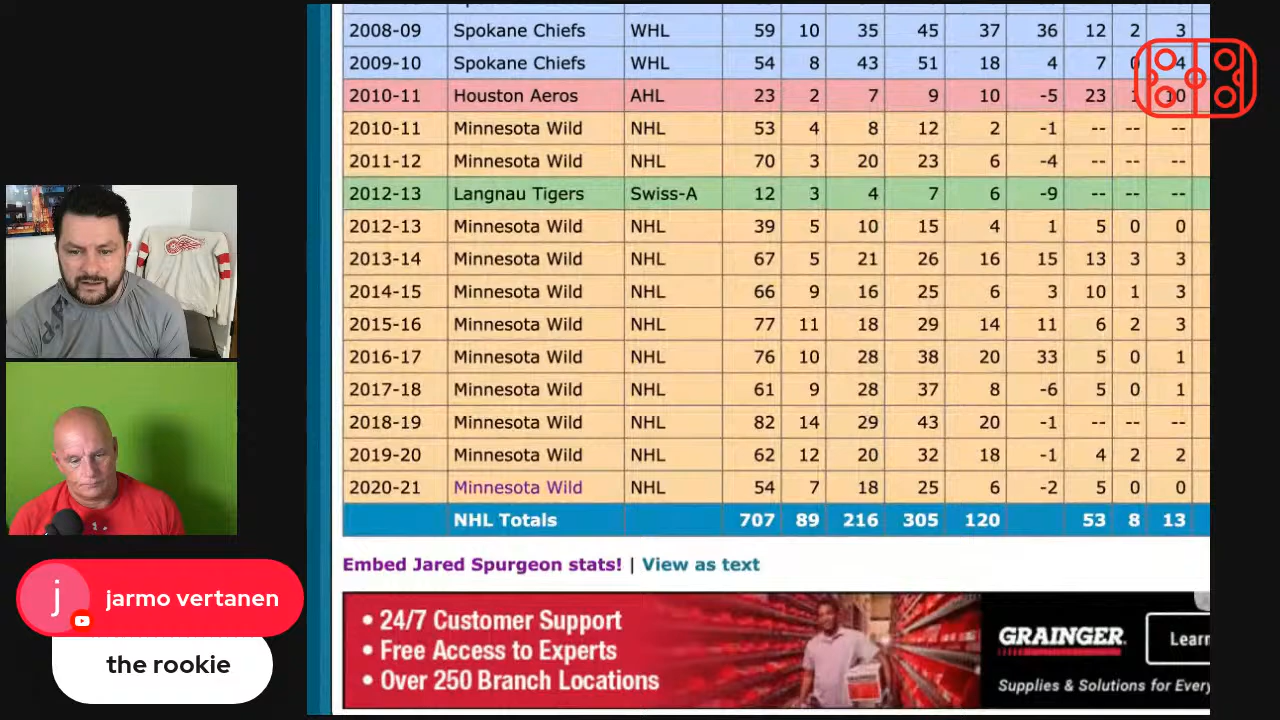 2008-09 Spokane Chiefs WHL 59 10 35 45 37 36 12 2 3
2009-10 Spokane Chiefs WHL 54 8 43 51 18 4 7 0 4
2010-11 Houston Aeros AHL 23 2 7 9 10 -5 23 1 10
2010-11 Minnesota Wild NHL 53 4 8 12 2 -1 -- -- --
2011-12 Minnesota Wild NHL 70 3 20 23 6 -4 -- -- --
2012-13 Langnau Tigers Swiss-A 12 3 4 7 6 -9 -- -- --
2012-13 Minnesota Wild NHL 39 5 10 15 4 1 5 0 0
2013-14 Minnesota Wild NHL 67 5 21 26 16 15 13 3 3
2014-15 Minnesota Wild NHL 66 9 16 25 6 3 10 1 3
2015-16 Minnesota Wild NHL 77 11 18 29 14 11 6 2 3
2016-17 Minnesota Wild NHL 76 10 28 38 20 33 5 0 1
2017-18 Minnesota Wild NHL 61 9 28 37 8 -6 5 0 1
2018-19 Minnesota Wild NHL 82 14 29 43 20 -1 -- -- --
2019-20 Minnesota Wild NHL 62 12 20 32 18 -1 4 2 2
2020-21 Minnesota Wild NHL 54 7 18 25 6 -2 5 0 0
NHL Totals 707 89 216 305 120 53 8 13
Embed Jared Spurgeon stats! | View as text
j jarmo vertanen
the rookie
• 24/7 Customer Support
• Free Access to Experts
• Over 250 Branch Locations
GRAINGER
Learn
Supplies & Solutions for Every